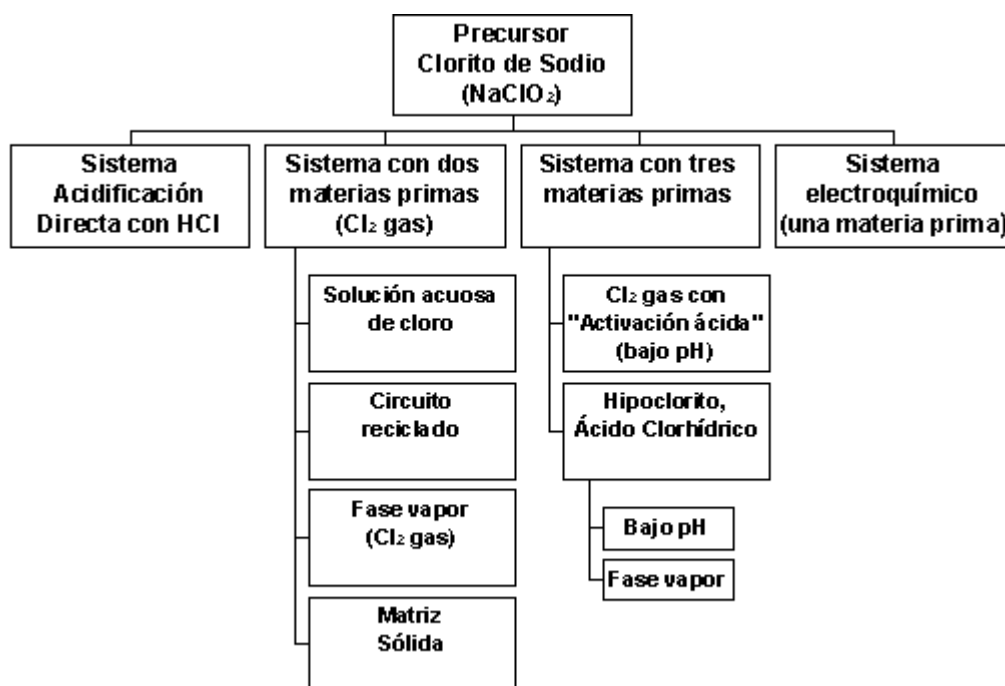 Precursor
Clorito de Sodio
(NaClO₂)
Sistema
Acidificación
Directa con HCl
Sistema con dos
materias primas
(Cl₂ gas)
Sistema con tres
materias primas
Sistema
electroquímico
(una materia prima)
Solución acuosa
de cloro
Circuito
reciclado
Fase vapor
(Cl₂ gas)
Matriz
Sólida
Cl₂ gas con
"Activación ácida"
(bajo pH)
Hipoclorito,
Ácido Clorhídrico
Bajo pH
Fase vapor